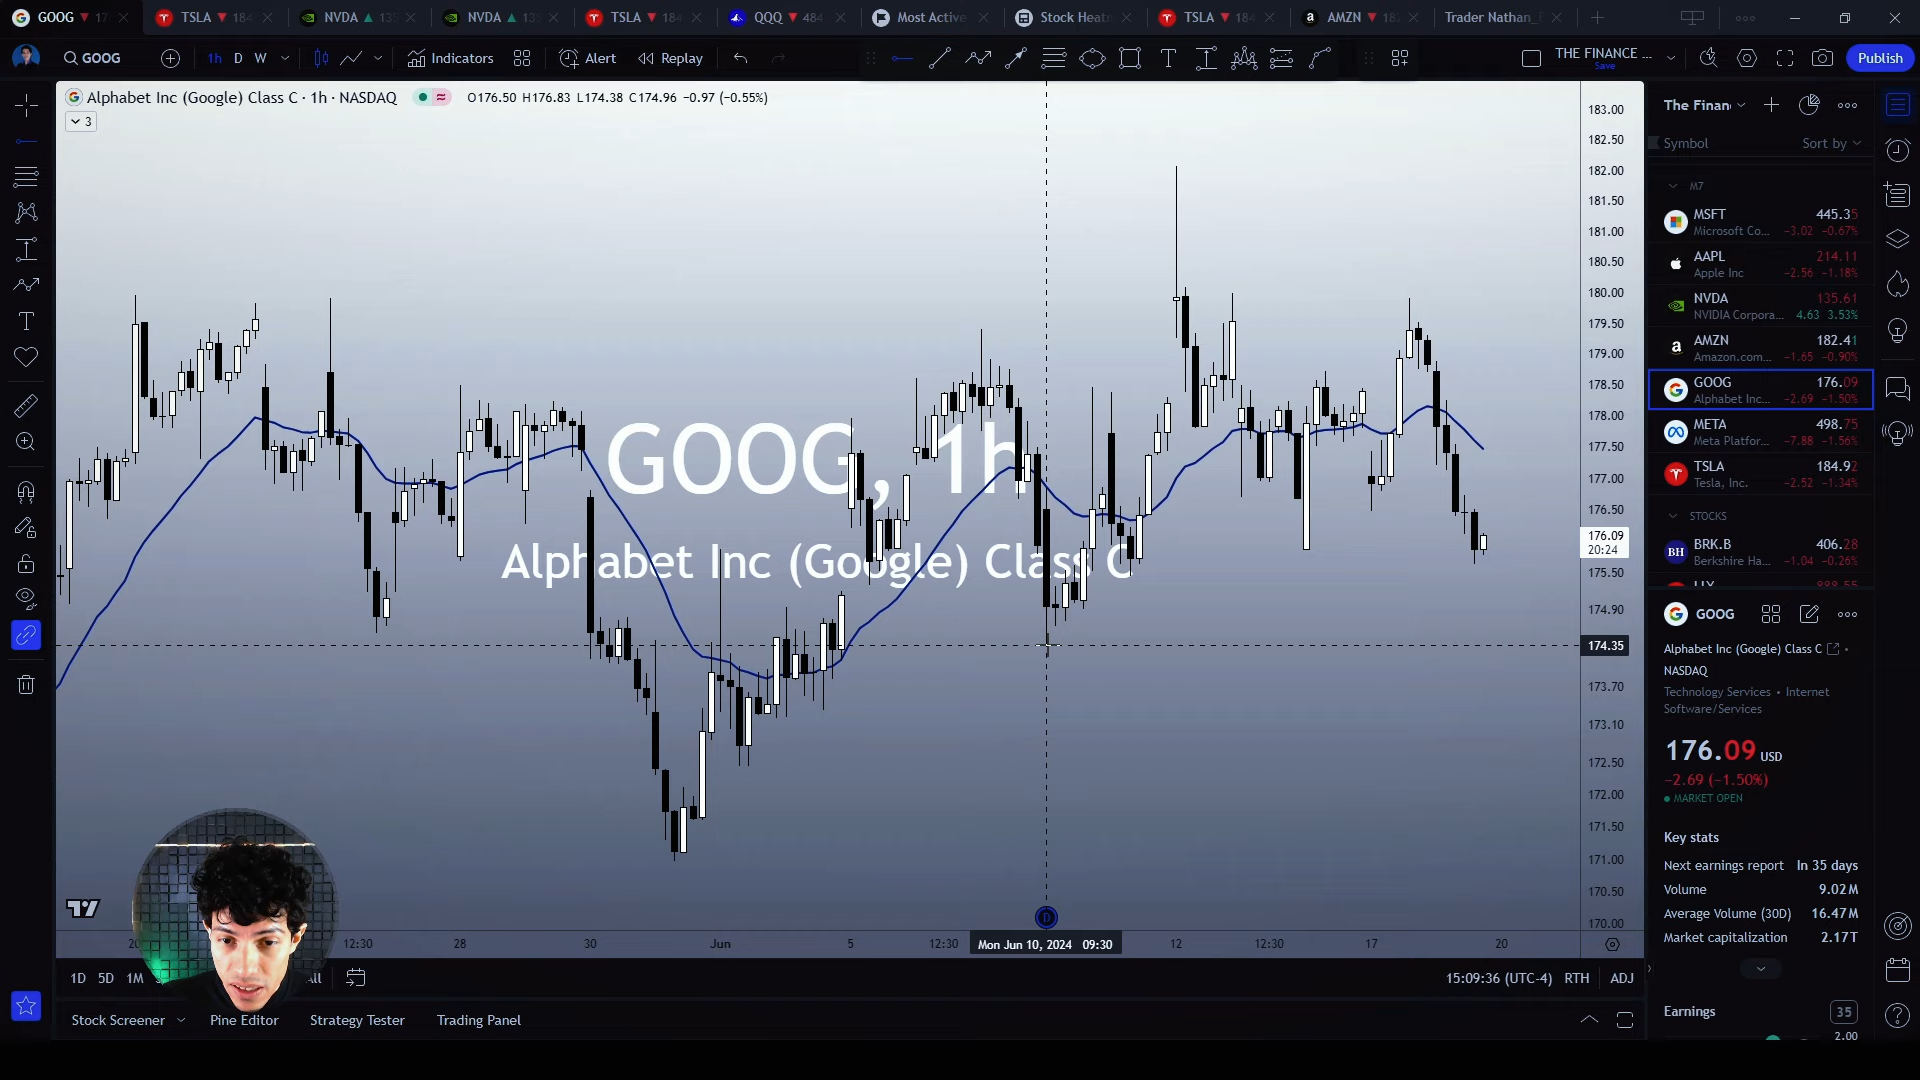 GOOG 17
TSLA 184
NVDA 135
NVDA 135
TSLA 184
QQQ 484
Most Active
Stock Heatm
TSLA 184
AMZN 182
Trader Nathan_
GOOG
1h D W
Indicators
Alert
Replay
THE FINANCE ...
Save
Publish
Alphabet Inc (Google) Class C · 1h · NASDAQ
O176.50 H176.83 L174.38 C174.96 −0.97 (−0.55%)
3
GOOG, 1h
Alphabet Inc (Google) Class C
183.00
182.50
182.00
181.50
181.00
180.50
180.00
179.50
179.00
178.50
178.00
177.50
177.00
176.50
176.09
20:24
175.50
174.90
174.35
173.70
173.10
172.50
172.00
171.50
171.00
170.50
170.00
D
20 12:30 28 30 Jun 5 12:30 Mon Jun 10, 2024 09:30 12 12:30 17 20
1D 5D 1M
15:09:36 (UTC-4) RTH ADJ
Stock Screener
Pine Editor
Strategy Tester
Trading Panel
The Finan
Symbol Sort by
M7
MSFT 445.35
Microsoft Co... −3.02 −0.67%
AAPL 214.11
Apple Inc −2.56 −1.18%
NVDA 135.61
NVIDIA Corpora... 4.63 3.53%
AMZN 182.41
Amazon.com... −1.65 −0.90%
GOOG 176.09
Alphabet Inc... −2.69 −1.50%
META 498.75
Meta Platfor... −7.88 −1.56%
TSLA 184.92
Tesla, Inc. −2.52 −1.34%
STOCKS
BRK.B 406.28
Berkshire Ha... −1.04 −0.26%
GOOG
Alphabet Inc (Google) Class C •
NASDAQ
Technology Services • Internet
Software/Services
176.09 USD
−2.69 (−1.50%)
MARKET OPEN
Key stats
Next earnings report In 35 days
Volume 9.02M
Average Volume (30D) 16.47M
Market capitalization 2.17T
Earnings 35
2.00